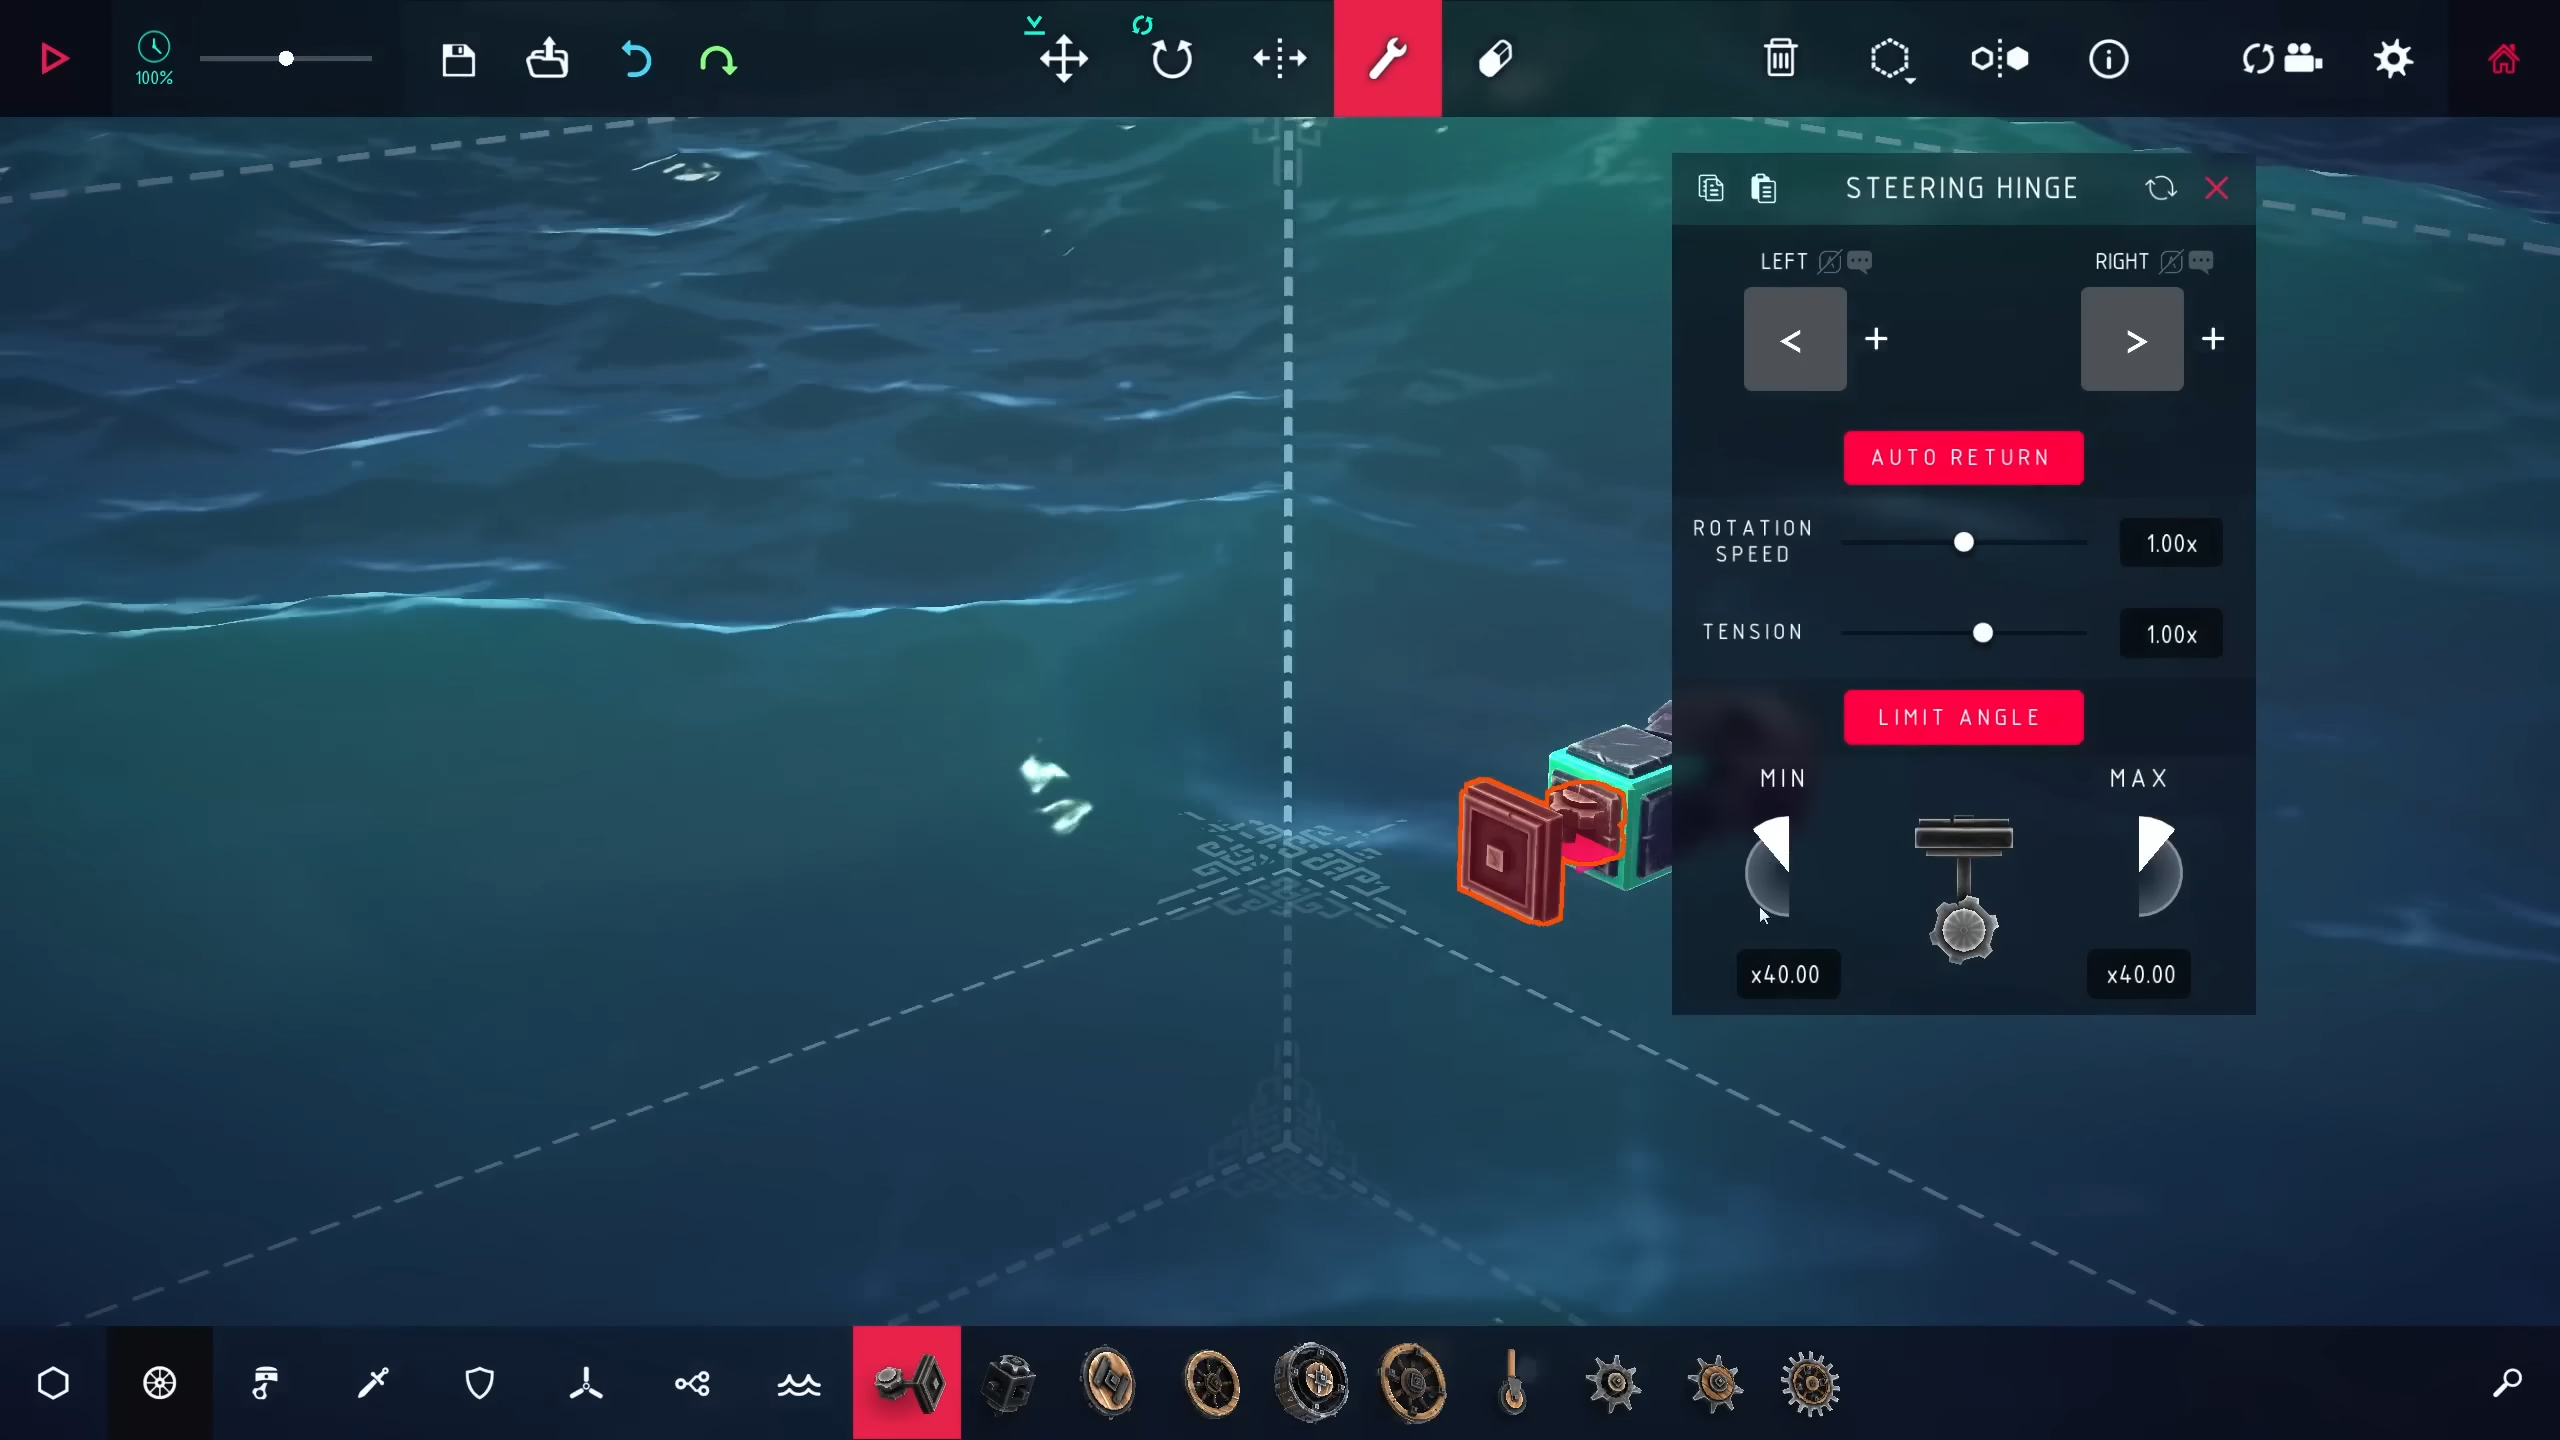 100%
STEERING HINGE
LEFT
RIGHT
<
+
>
+
AUTO RETURN
ROTATION SPEED
1.00x
TENSION
1.00x
LIMIT ANGLE
MIN
MAX
x40.00
x40.00